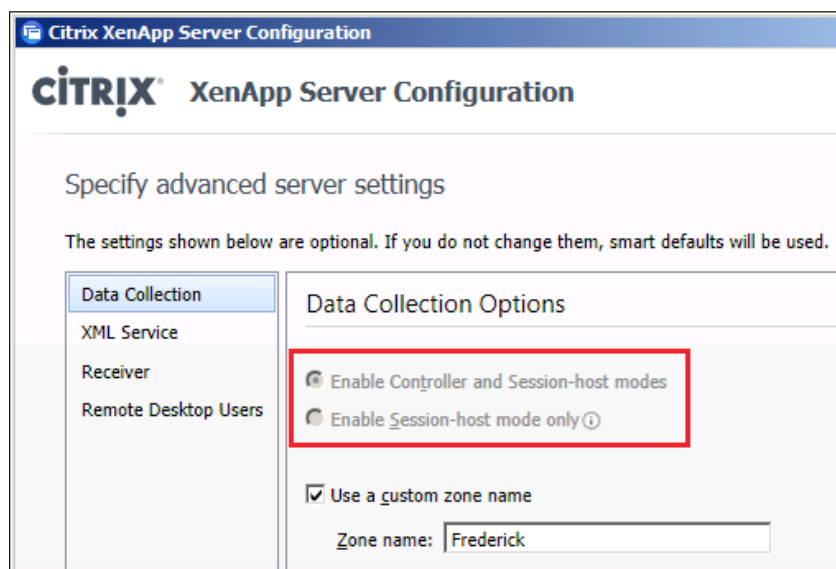 Citrix XenApp Server Configuration
CİTRIX XenApp Server Configuration
Specify advanced server settings
The settings shown below are optional. If you do not change them, smart defaults will be used.
Data Collection
XML Service
Receiver
Remote Desktop Users
Data Collection Options
Enable Controller and Session-host modes
Enable Session-host mode only
Use a custom zone name
Zone name: Frederick